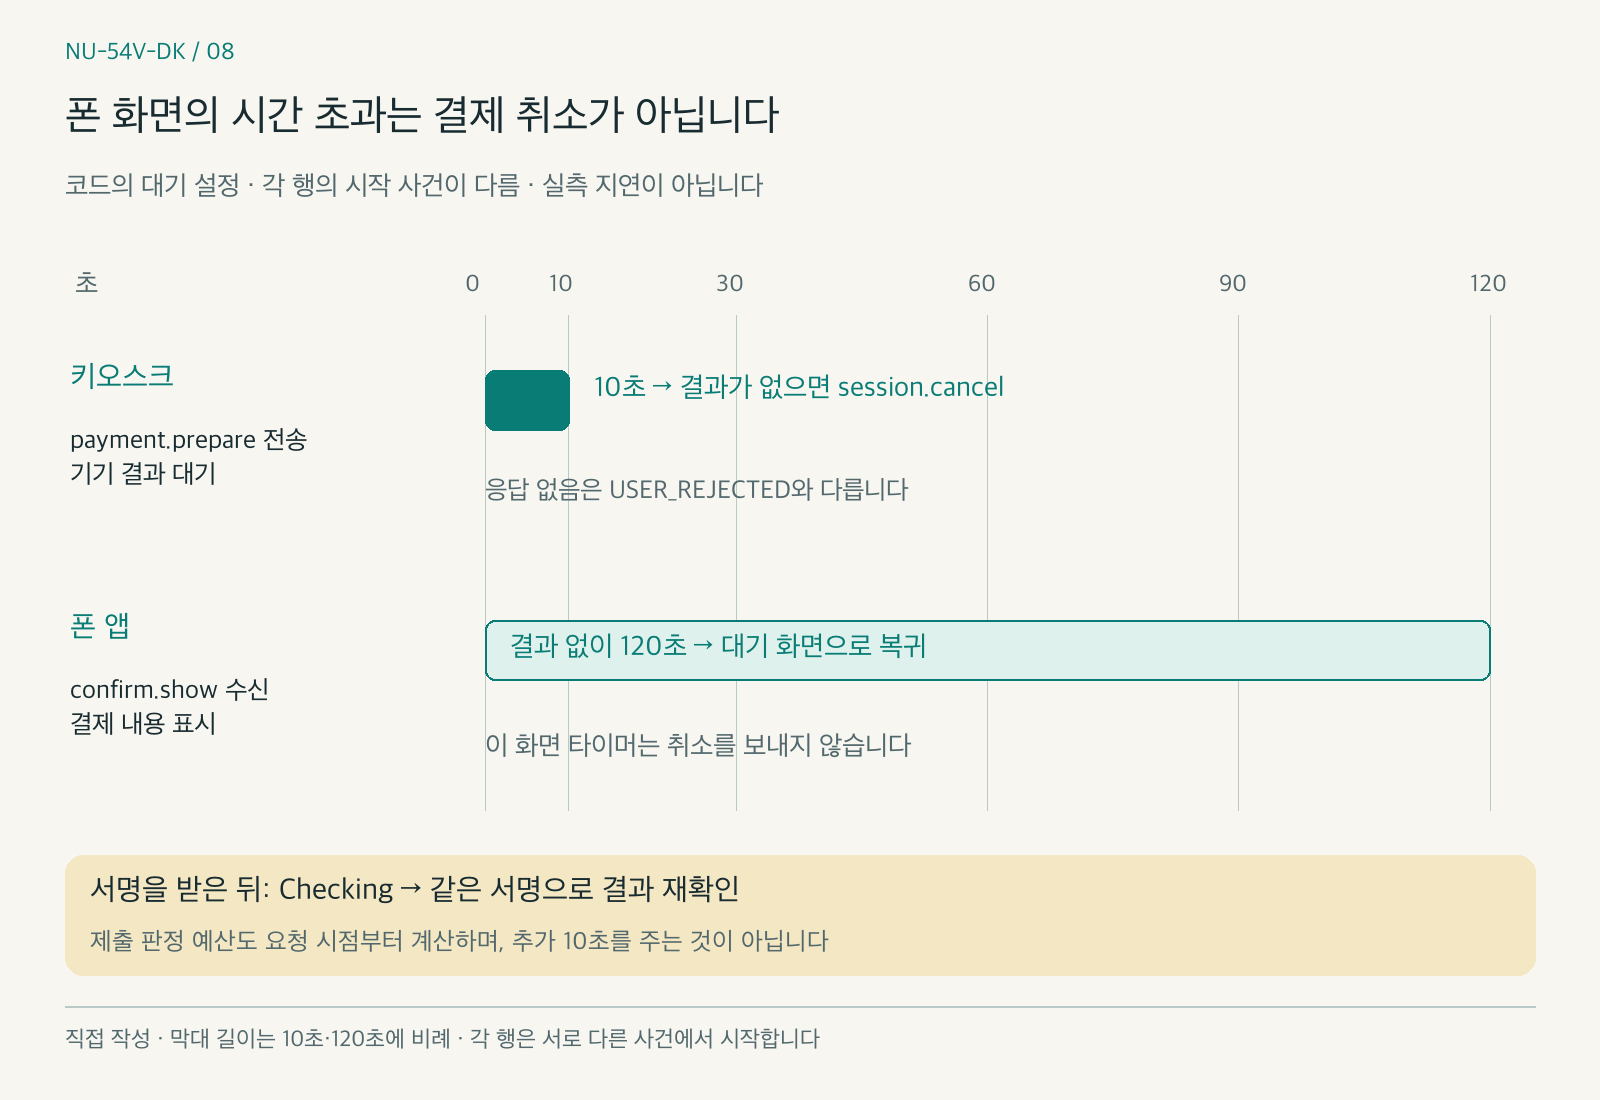 NU-54V-DK / 08
폰 화면의 시간 초과는 결제 취소가 아닙니다
코드의 대기 설정 · 각 행의 시작 사건이 다름 · 실측 지연이 아닙니다
초 0 10 30 60 90 120
키오스크
10초 → 결과가 없으면 session.cancel
payment.prepare 전송
기기 결과 대기
응답 없음은 USER_REJECTED와 다릅니다
폰 앱
결과 없이 120초 → 대기 화면으로 복귀
confirm.show 수신
결제 내용 표시
이 화면 타이머는 취소를 보내지 않습니다
서명을 받은 뒤: Checking → 같은 서명으로 결과 재확인
제출 판정 예산도 요청 시점부터 계산하며, 추가 10초를 주는 것이 아닙니다
직접 작성 · 막대 길이는 10초·120초에 비례 · 각 행은 서로 다른 사건에서 시작합니다